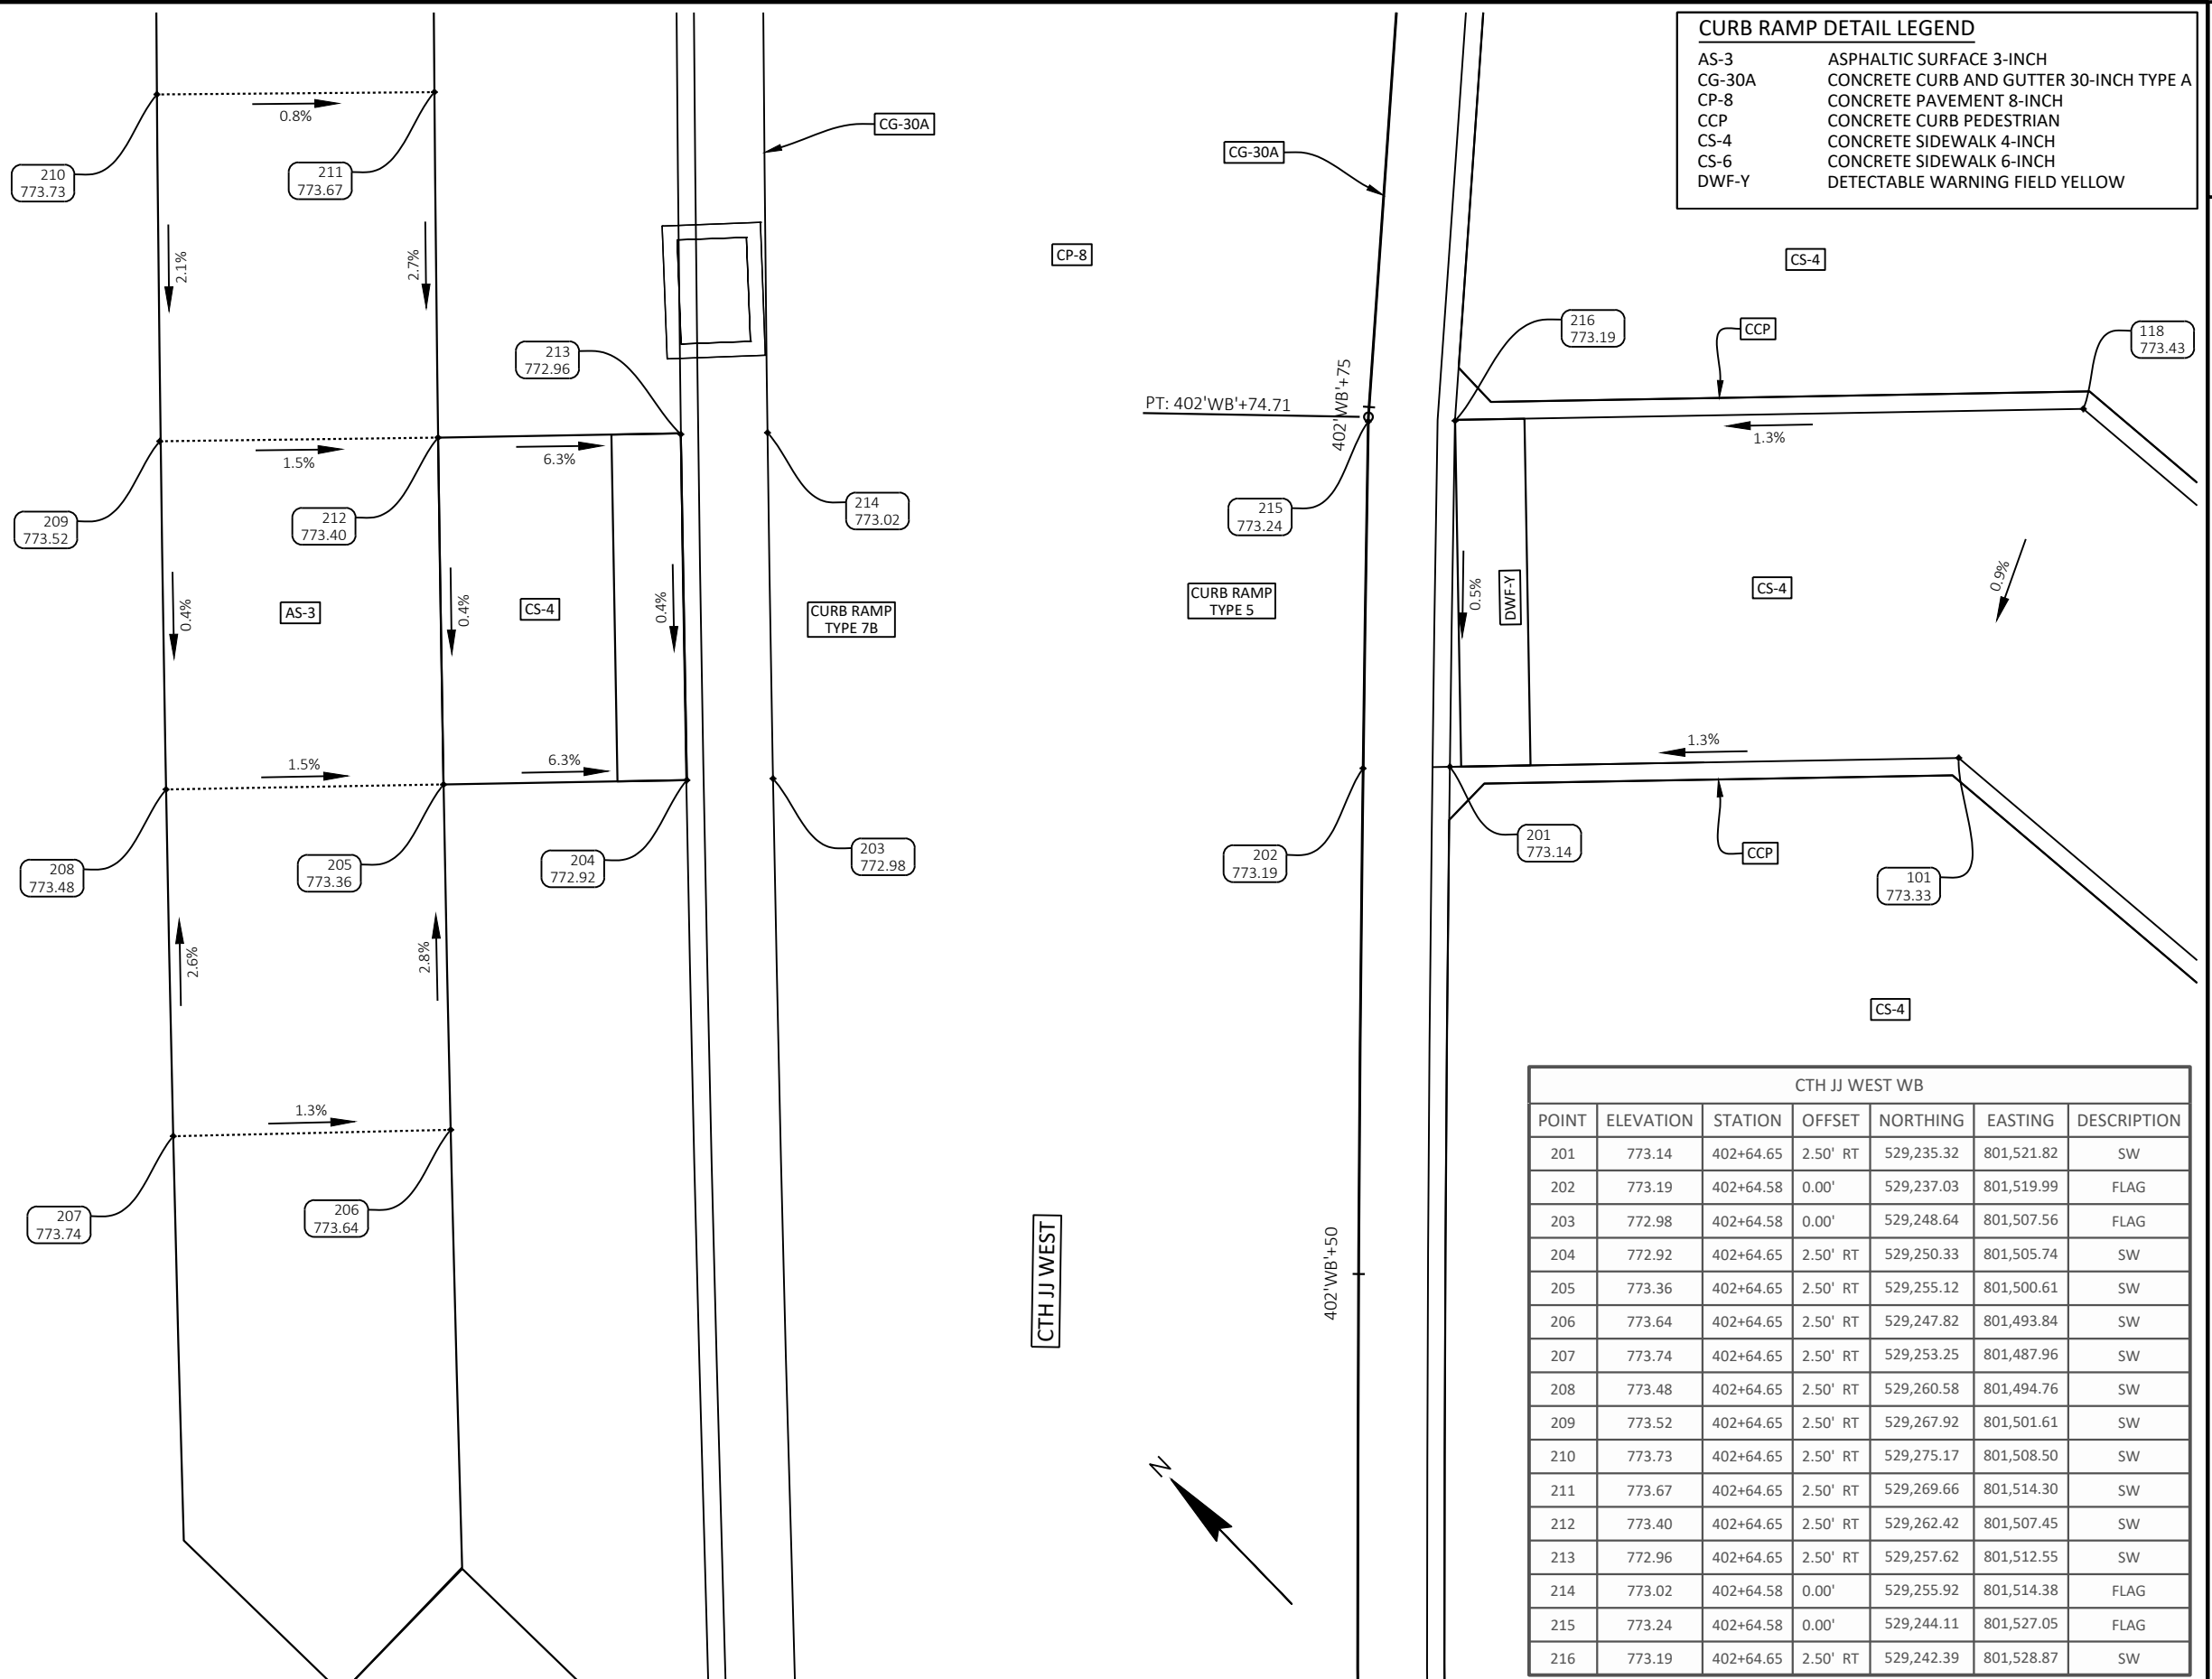 CURB RAMP DETAIL LEGEND
AS-3 ASPHALTIC SURFACE 3-INCH
CG-30A CONCRETE CURB AND GUTTER 30-INCH TYPE A
CP-8 CONCRETE PAVEMENT 8-INCH
CCP CONCRETE CURB PEDESTRIAN
CS-4 CONCRETE SIDEWALK 4-INCH
CS-6 CONCRETE SIDEWALK 6-INCH
DWF-Y DETECTABLE WARNING FIELD YELLOW
0.8%
CG-30A
CG-30A
210
773.73
211
773.67
2.1%
2.7%
CP-8
CS-4
213
772.96
216
773.19
CCP
118
773.43
PT: 402'WB'+74.71
402'WB'+75
1.3%
1.5%
6.3%
209
773.52
212
773.40
214
773.02
215
773.24
0.4%
AS-3
0.4%
CS-4
0.4%
CURB RAMP
TYPE 7B
CURB RAMP
TYPE 5
0.5%
DWF-Y
CS-4
0.9%
1.5%
6.3%
1.3%
208
773.48
205
773.36
204
772.92
203
772.98
202
773.19
201
773.14
CCP
101
773.33
2.6%
2.8%
CS-4
1.3%
207
773.74
206
773.64
CTH JJ WEST
402'WB'+50
N
CTH JJ WEST WB
POINT ELEVATION STATION OFFSET NORTHING EASTING DESCRIPTION
201 773.14 402+64.65 2.50' RT 529,235.32 801,521.82 SW
202 773.19 402+64.58 0.00' 529,237.03 801,519.99 FLAG
203 772.98 402+64.58 0.00' 529,248.64 801,507.56 FLAG
204 772.92 402+64.65 2.50' RT 529,250.33 801,505.74 SW
205 773.36 402+64.65 2.50' RT 529,255.12 801,500.61 SW
206 773.64 402+64.65 2.50' RT 529,247.82 801,493.84 SW
207 773.74 402+64.65 2.50' RT 529,253.25 801,487.96 SW
208 773.48 402+64.65 2.50' RT 529,260.58 801,494.76 SW
209 773.52 402+64.65 2.50' RT 529,267.92 801,501.61 SW
210 773.73 402+64.65 2.50' RT 529,275.17 801,508.50 SW
211 773.67 402+64.65 2.50' RT 529,269.66 801,514.30 SW
212 773.40 402+64.65 2.50' RT 529,262.42 801,507.45 SW
213 772.96 402+64.65 2.50' RT 529,257.62 801,512.55 SW
214 773.02 402+64.58 0.00' 529,255.92 801,514.38 FLAG
215 773.24 402+64.58 0.00' 529,244.11 801,527.05 FLAG
216 773.19 402+64.65 2.50' RT 529,242.39 801,528.87 SW